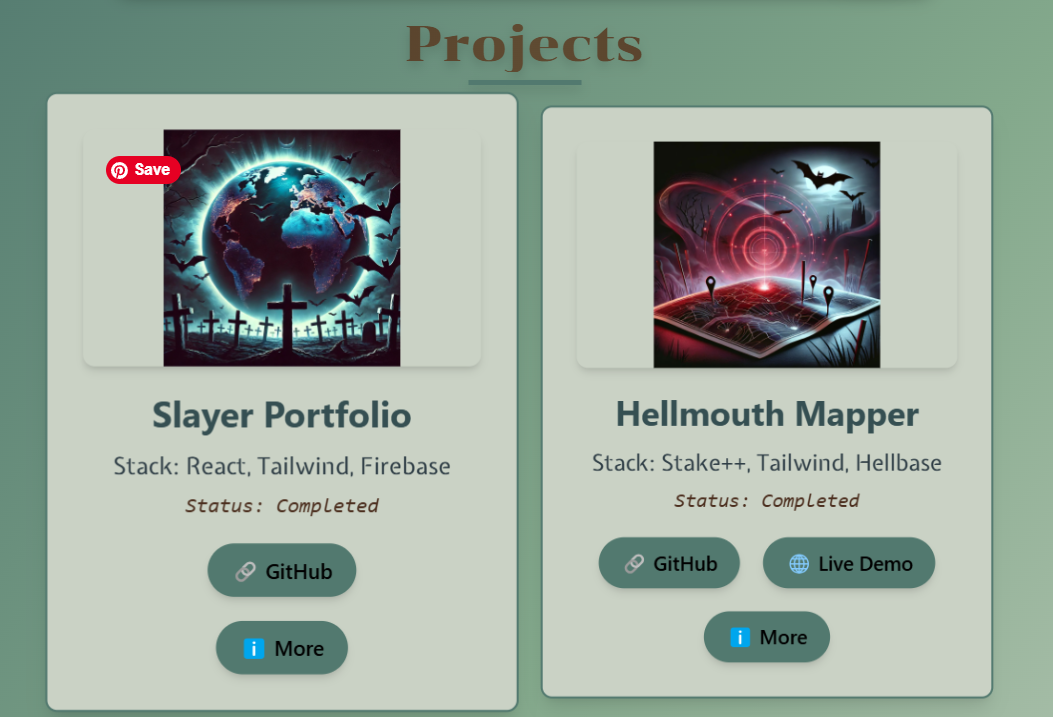 Projects
Save
Slayer Portfolio
Stack: React, Tailwind, Firebase
Status: Completed
GitHub
More
Hellmouth Mapper
Stack: Stake++, Tailwind, Hellbase
Status: Completed
GitHub
Live Demo
More